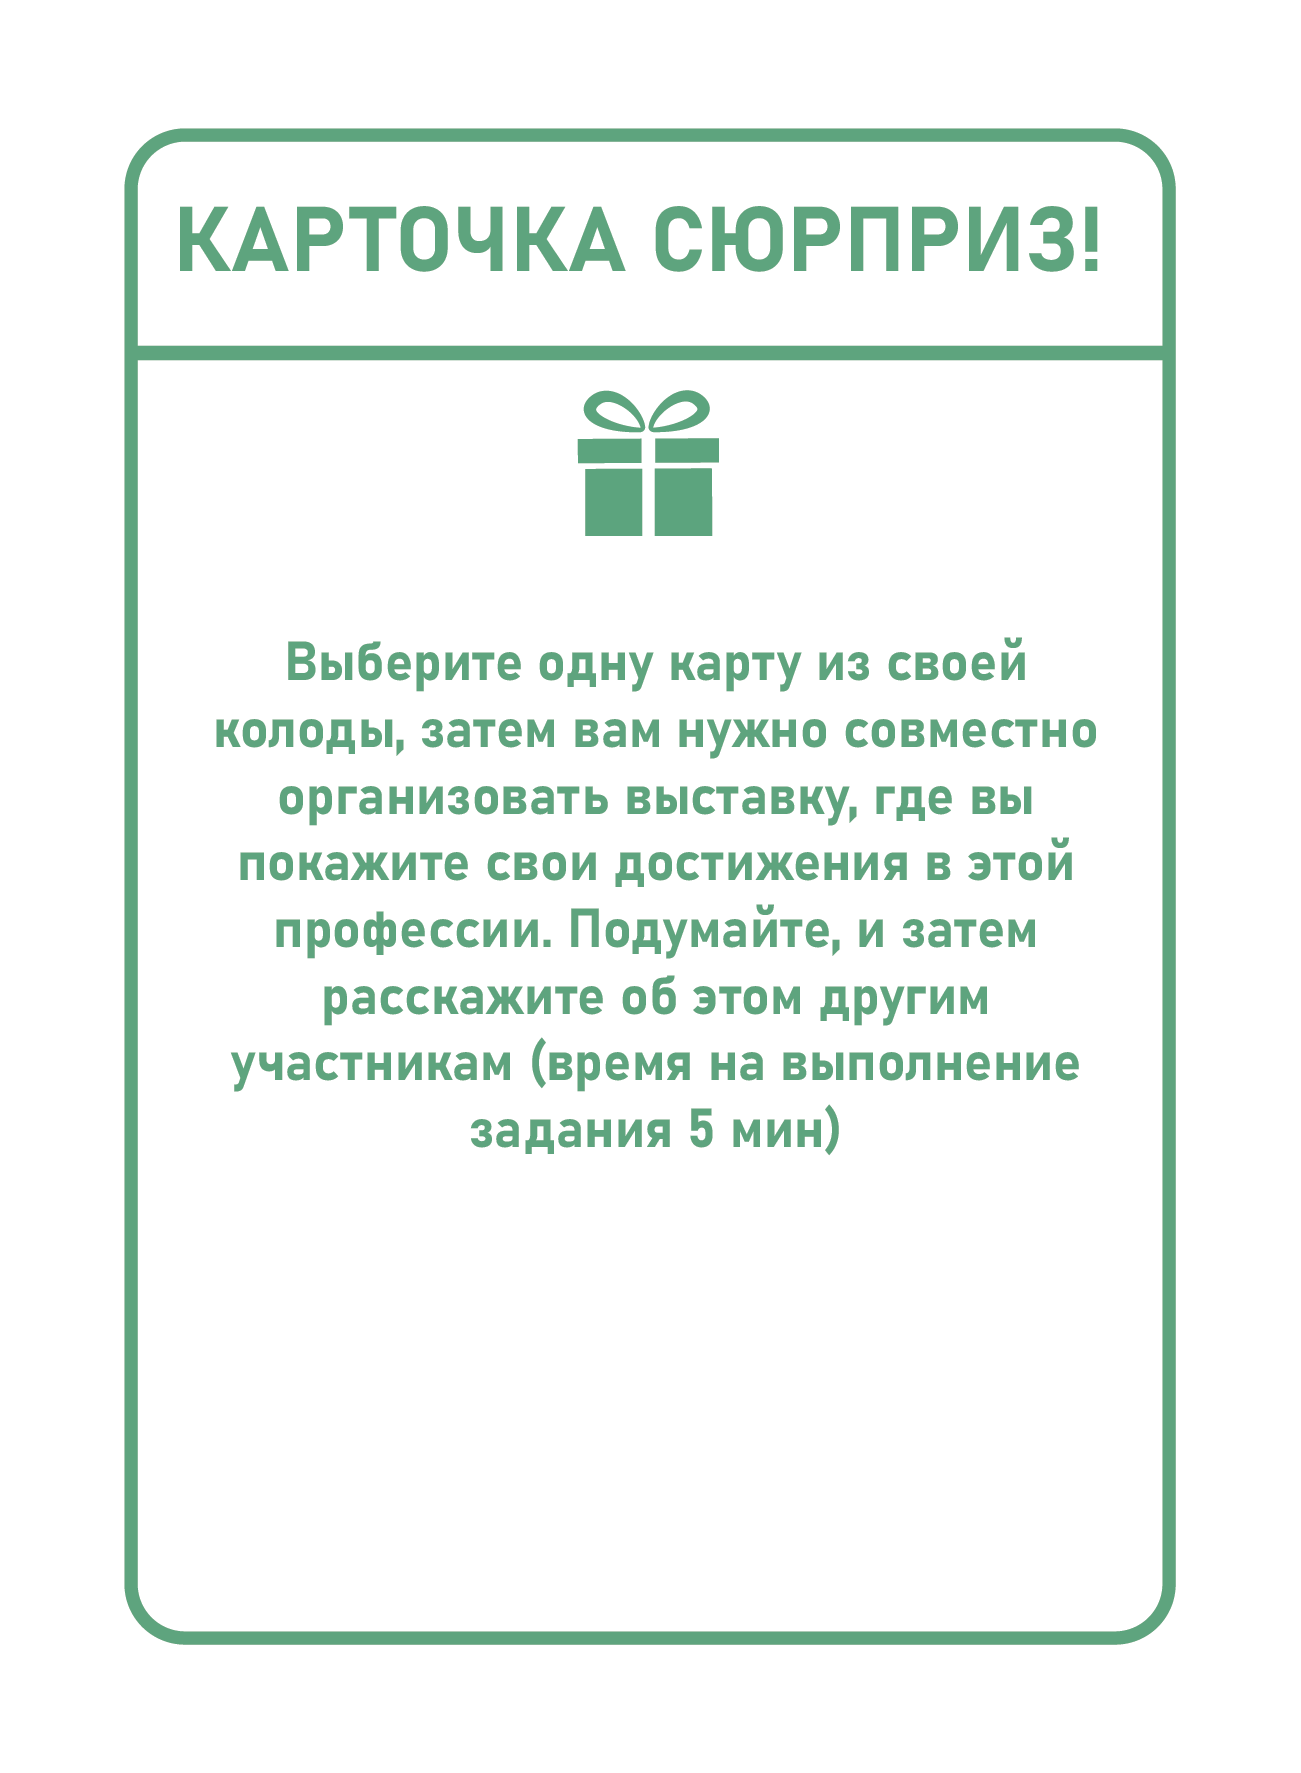 КАРТОЧКА СЮРПРИЗ!
Выберите одну карту из своей
колоды, затем вам нужно совместно
организовать выставку, где вы
покажите свои достижения в этой
профессии. Подумайте, и затем
расскажите об этом другим
участникам (время на выполнение
задания 5 мин)